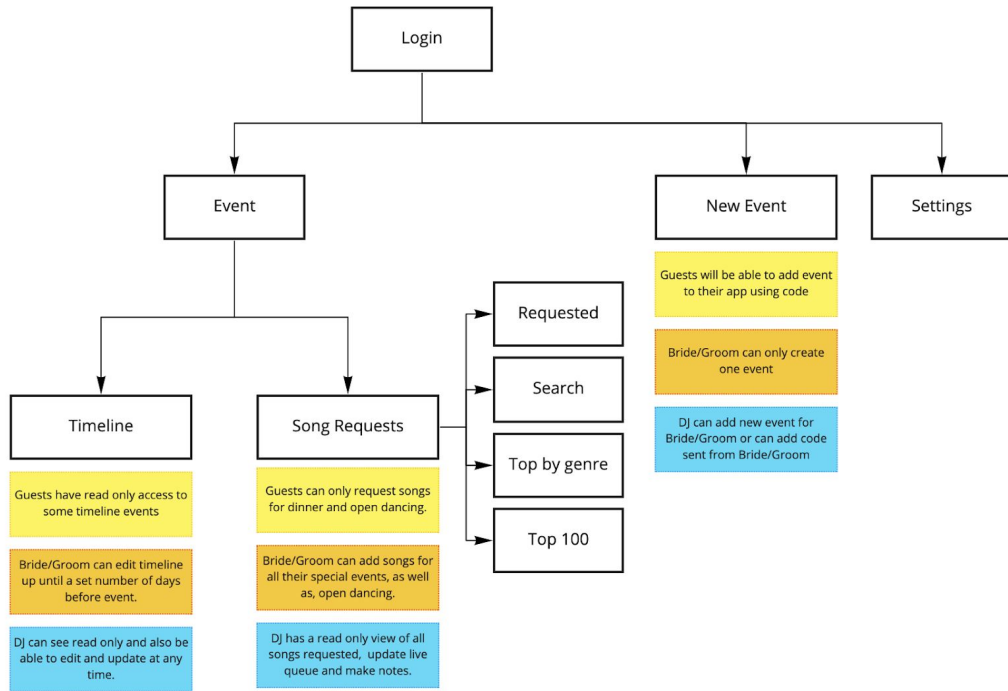 Login
Event
New Event
Settings
Guests will be able to add event
to their app using code
Bride/Groom can only create
one event
DJ can add new event for
Bride/Groom or can add code
sent from Bride/Groom
Timeline
Guests have read only access to
some timeline events
Bride/Groom can edit timeline
up until a set number of days
before event.
DJ can see read only and also be
able to edit and update at any
time.
Song Requests
Guests can only request songs
for dinner and open dancing.
Bride/Groom can add songs for
all their special events, as well
as, open dancing.
DJ has a read only view of all
songs requested, update live
queue and make notes.
Requested
Search
Top by genre
Top 100